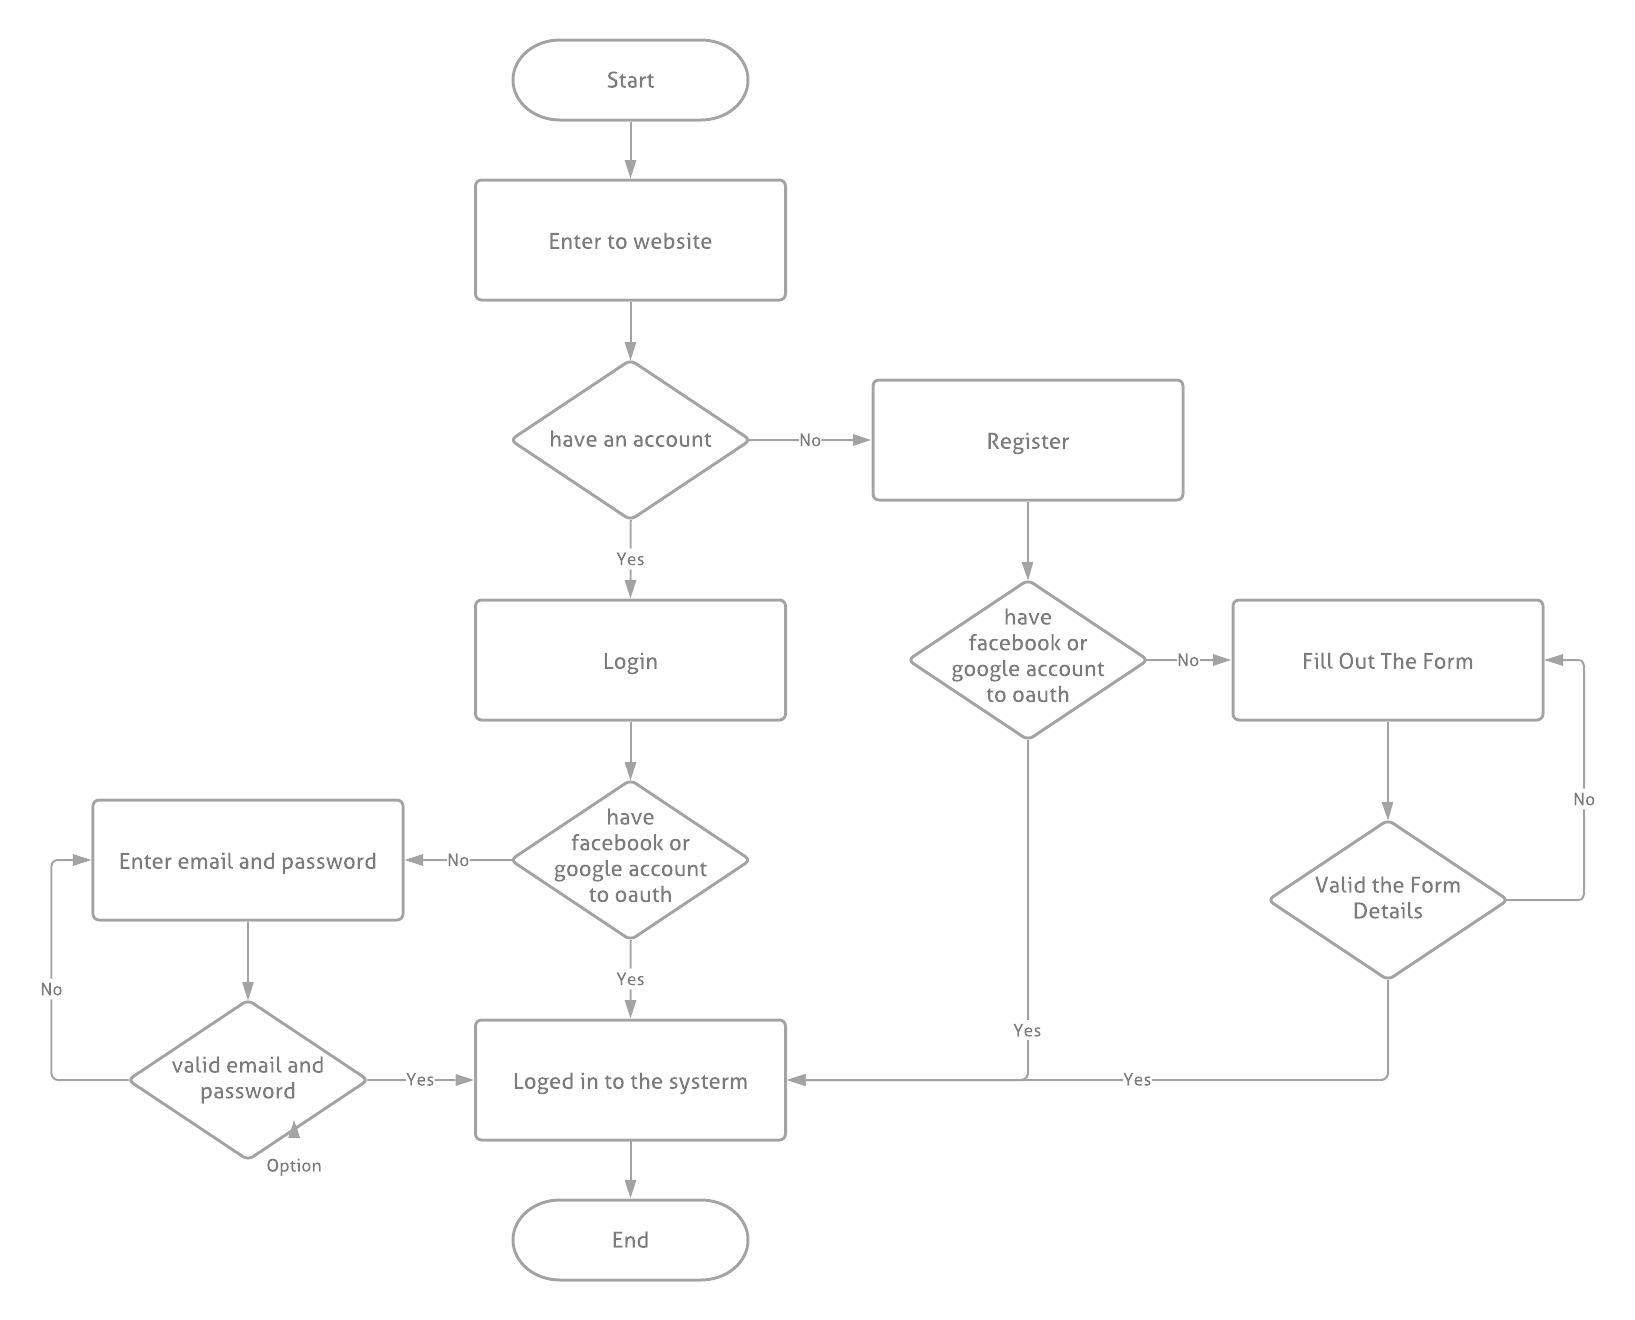 Start
Enter to website
have an account
No
Register
Yes
Login
have
facebook or
google account
to oauth
No
Fill Out The Form
No
have
facebook or
google account
to oauth
No
Enter email and password
Valid the Form
Details
No
Yes
Yes
valid email and
password
Yes
Loged in to the systerm
Yes
Option
End